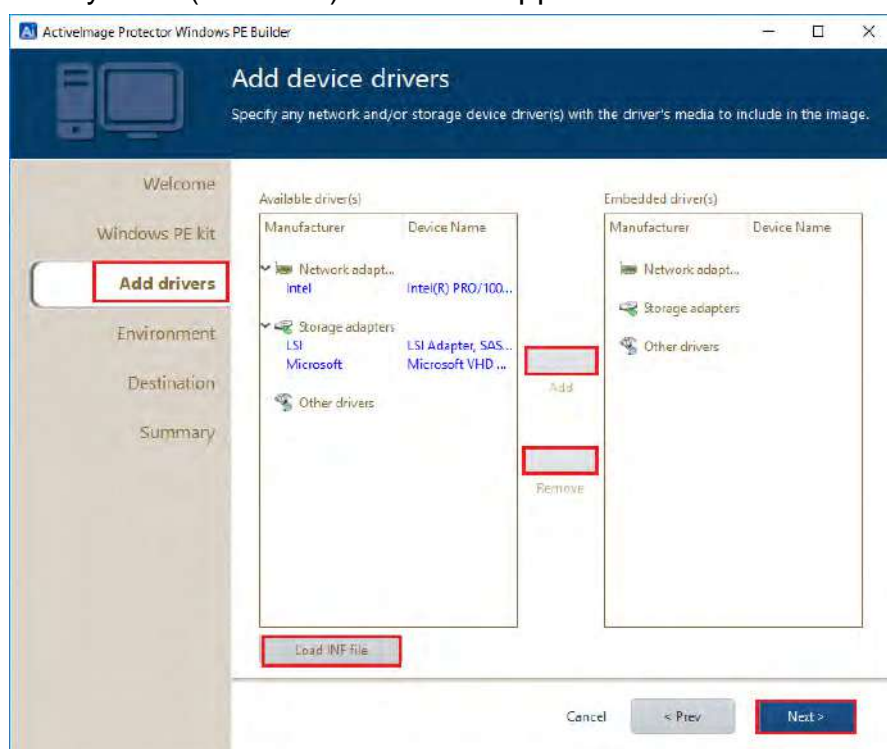 ActiveImage Protector Windows PE Builder
Add device drivers
Specify any network and/or storage device driver(s) with the driver's media to include in the image.
Welcome
Windows PE kit
Add drivers
Environment
Destination
Summary
Available driver(s)
Manufacturer Device Name
Network adapt...
Intel Intel(R) PRO/100...
Storage adapters
LSI LSI Adapter, SAS...
Microsoft Microsoft VHD ...
Other drivers
Add
Remove
Embedded driver(s)
Manufacturer Device Name
Network adapt...
Storage adapters
Other drivers
Load INF file
Cancel < Prev Next >